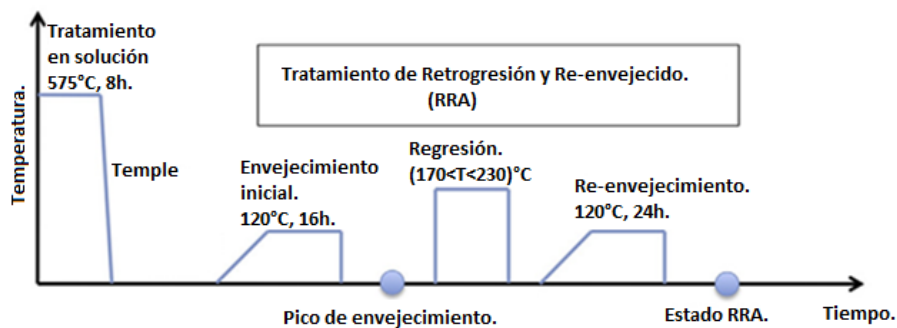 Tratamiento
en solución
575°C, 8h.
Tratamiento de Retrogresión y Re-envejecido.
(RRA)
Temperatura.
Temple
Envejecimiento
inicial.
120°C, 16h.
Regresión.
(170<T<230)°C
Re-envejecimiento.
120°C, 24h.
Pico de envejecimiento.
Estado RRA.
Tiempo.